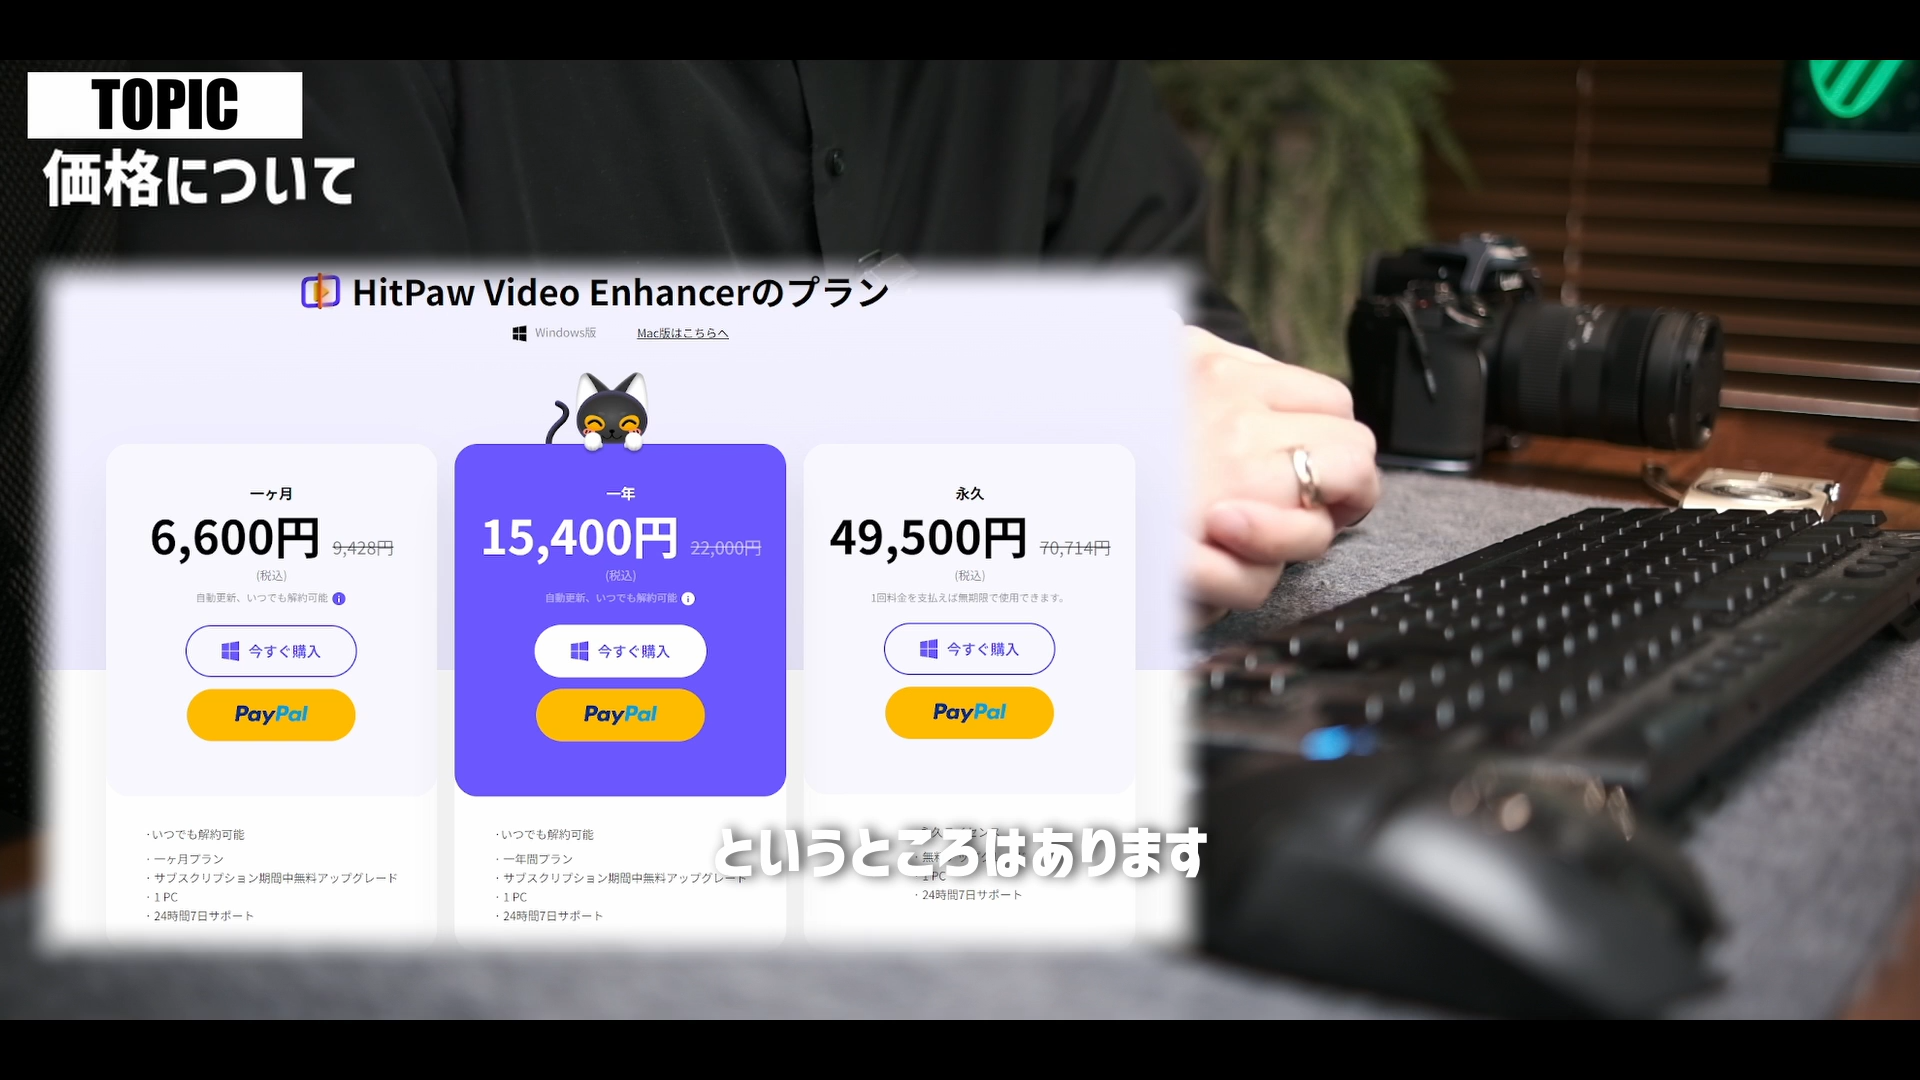 TOPIC
価格について
HitPaw Video Enhancerのプラン
Windows版 Mac版はこちらへ
一ヶ月
6,600円 9,428円
(税込)
自動更新、いつでも解約可能
今すぐ購入
PayPal
・いつでも解約可能
・一ヶ月プラン
・サブスクリプション期間中無料アップグレード
・1 PC
・24時間7日サポート
一年
15,400円 22,000円
(税込)
自動更新、いつでも解約可能
今すぐ購入
PayPal
・いつでも解約可能
・一年間プラン
・サブスクリプション期間中無料アップグレード
・1 PC
・24時間7日サポート
永久
49,500円 70,714円
(税込)
1回料金を支払えば無期限で使用できます。
今すぐ購入
PayPal
・1 PC
・24時間7日サポート
というところはあります